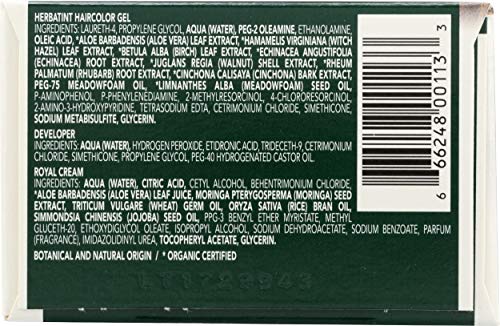 HERBATINT HAIRCOLOR GEL
INGREDIENTS: LAURETH-4, PROPYLENE GLYCOL, AQUA (WATER), PEG-2 OLEAMINE, ETHANOLAMINE,
OLEIC ACID, *ALOE BARBADENSIS (ALOE VERA) LEAF EXTRACT, *HAMAMELIS VIRGINIANA (WITCH
HAZEL) LEAF EXTRACT, *BETULA ALBA (BIRCH) LEAF EXTRACT, *ECHINACEA ANGUSTIFOLIA
(ECHINACEA) ROOT EXTRACT, *JUGLANS REGIA (WALNUT) SHELL EXTRACT, *RHEUM
PALMATUM (RHUBARB) ROOT EXTRACT, *CINCHONA CALISAYA (CINCHONA) BARK EXTRACT,
PEG-75 MEADOWFOAM OIL, *LIMNANTHES ALBA (MEADOWFOAM) SEED OIL,
P-AMINOPHENOL, P-PHENYLENEDIAMINE, 2-METHYLRESORCINOL, 4-CHLORORESORCINOL,
2-AMINO-3-HYDROXYPYRIDINE, TETRASODIUM EDTA, CETRIMONIUM CHLORIDE, SIMETHICONE,
SODIUM METABISULFITE, GLYCERIN.
DEVELOPER
INGREDIENTS: AQUA (WATER), HYDROGEN PEROXIDE, ETIDRONIC ACID, TRIDECETH-9, CETRIMONIUM
CHLORIDE, SIMETHICONE, PROPYLENE GLYCOL, PEG-40 HYDROGENATED CASTOR OIL.
ROYAL CREAM
INGREDIENTS: AQUA (WATER), CITRIC ACID, CETYL ALCOHOL, BEHENTRIMONIUM CHLORIDE,
*ALOE BARBADENSIS (ALOE VERA) LEAF JUICE, MORINGA PTERYGOSPERMA (MORINGA) SEED
EXTRACT, TRITICUM VULGARE (WHEAT) GERM OIL, ORYZA SATIVA (RICE) BRAN OIL,
SIMMONDSIA CHINENSIS (JOJOBA) SEED OIL, PPG-3 BENZYL ETHER MYRISTATE, METHYL
GLUCETH-20, ETHOXYDIGLYCOL OLEATE, ISOPROPYL ALCOHOL, SODIUM DEHYDROACETATE, SODIUM BENZOATE, PARFUM
(FRAGRANCE), IMIDAZOLIDINYL UREA, TOCOPHERYL ACETATE, GLYCERIN.
BOTANICAL AND NATURAL ORIGIN / * ORGANIC CERTIFIED
6 66248 00113 3